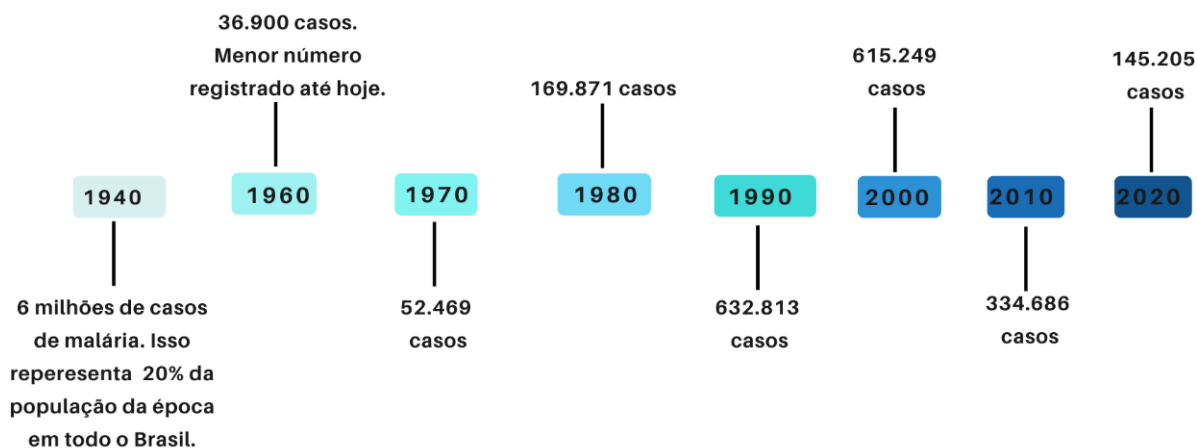 36.900 casos.
Menor número
registrado até hoje.
169.871 casos
615.249
casos
145.205
casos
1940
1960
1970
1980
1990
2000
2010
2020
6 milhões de casos
de malária. Isso
reperesenta 20% da
população da época
em todo o Brasil.
52.469
casos
632.813
casos
334.686
casos